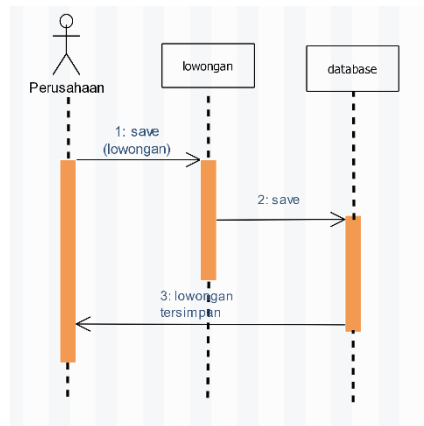 Perusahaan
lowongan
database
1: save
(lowongan)
2: save
3: lowongan
tersimpan